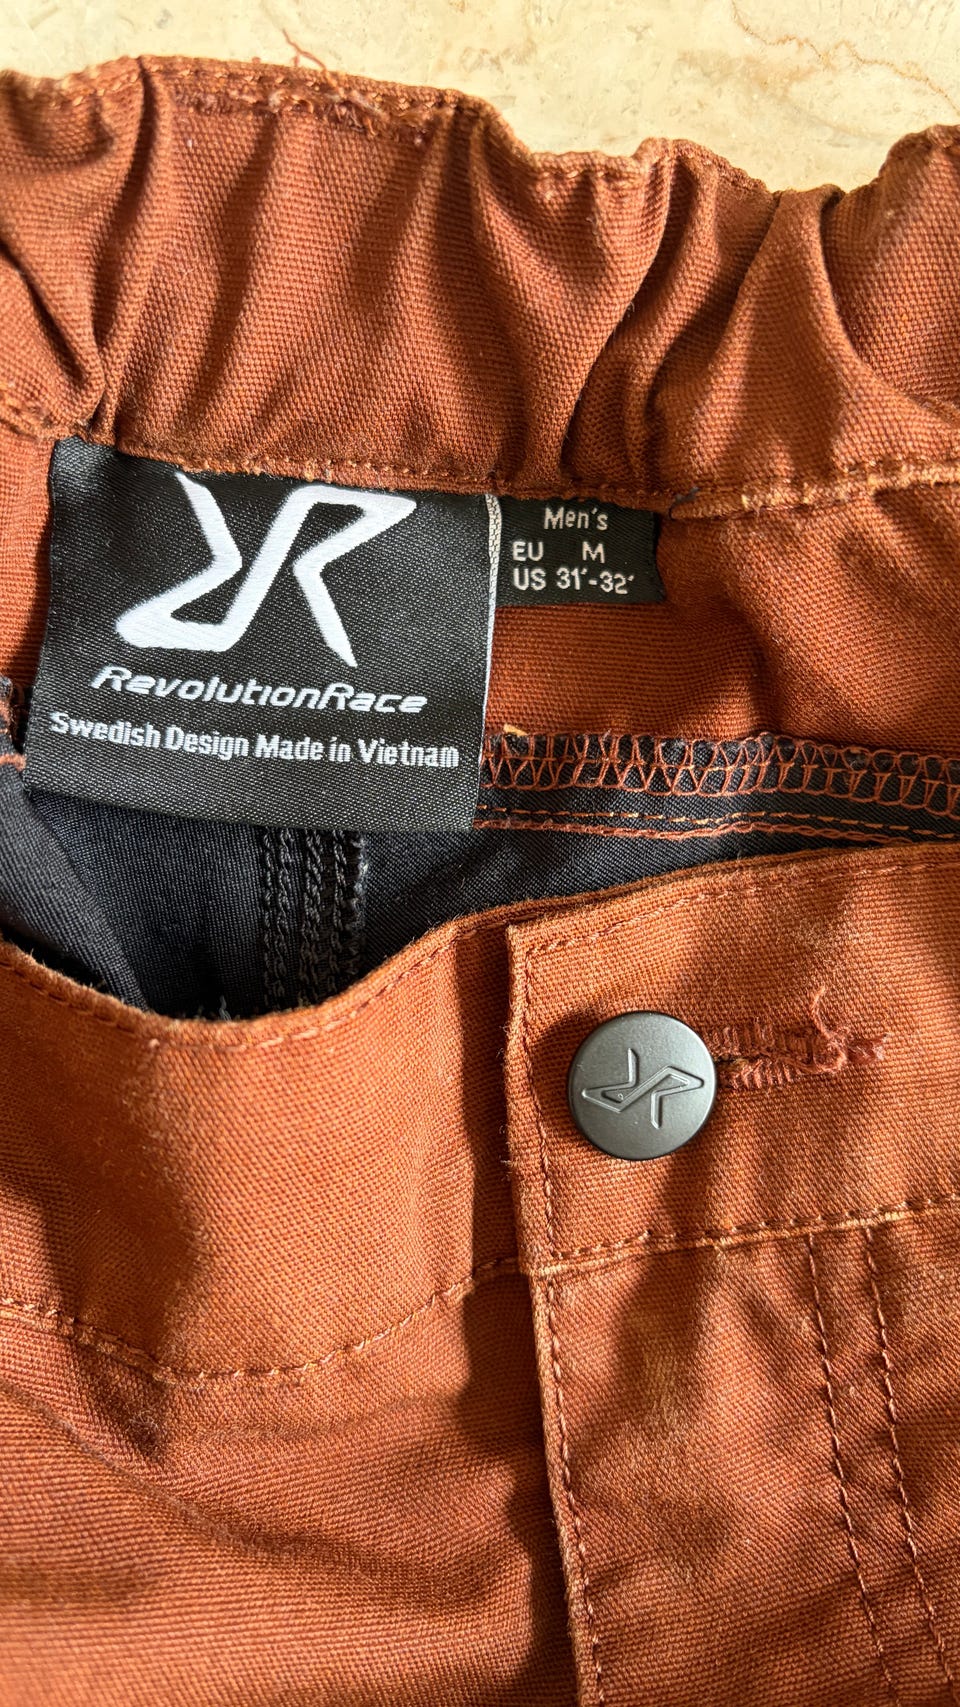 RevolutionRace
Swedish Design Made in Vietnam
Men's
EU M
US 31´-32´